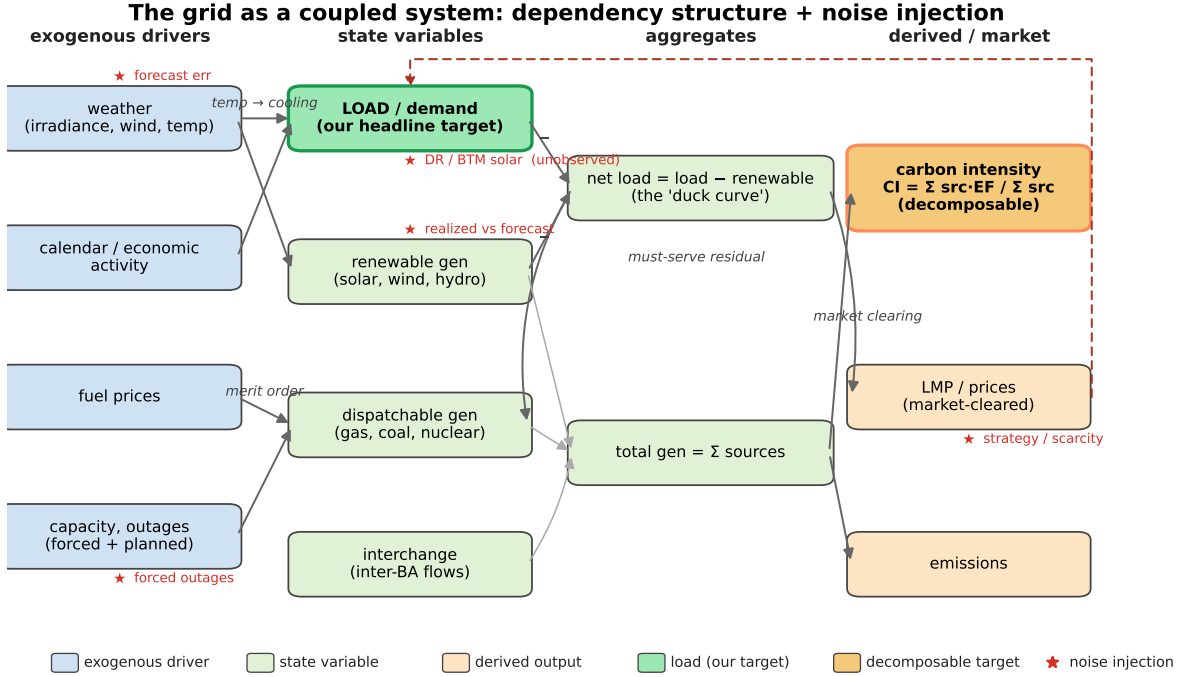 The grid as a coupled system: dependency structure + noise injection
exogenous drivers
state variables
aggregates
derived / market
★ forecast err
weather
(irradiance, wind, temp)
temp → cooling
LOAD / demand
(our headline target)
−
★ DR / BTM solar (unobserved)
net load = load − renewable
(the 'duck curve')
carbon intensity
CI = Σ src·EF / Σ src
(decomposable)
calendar / economic
activity
★ realized vs forecast
−
renewable gen
(solar, wind, hydro)
must-serve residual
market clearing
fuel prices
merit order
dispatchable gen
(gas, coal, nuclear)
total gen = Σ sources
LMP / prices
(market-cleared)
★ strategy / scarcity
capacity, outages
(forced + planned)
★ forced outages
interchange
(inter-BA flows)
emissions
exogenous driver
state variable
derived output
load (our target)
decomposable target
★ noise injection